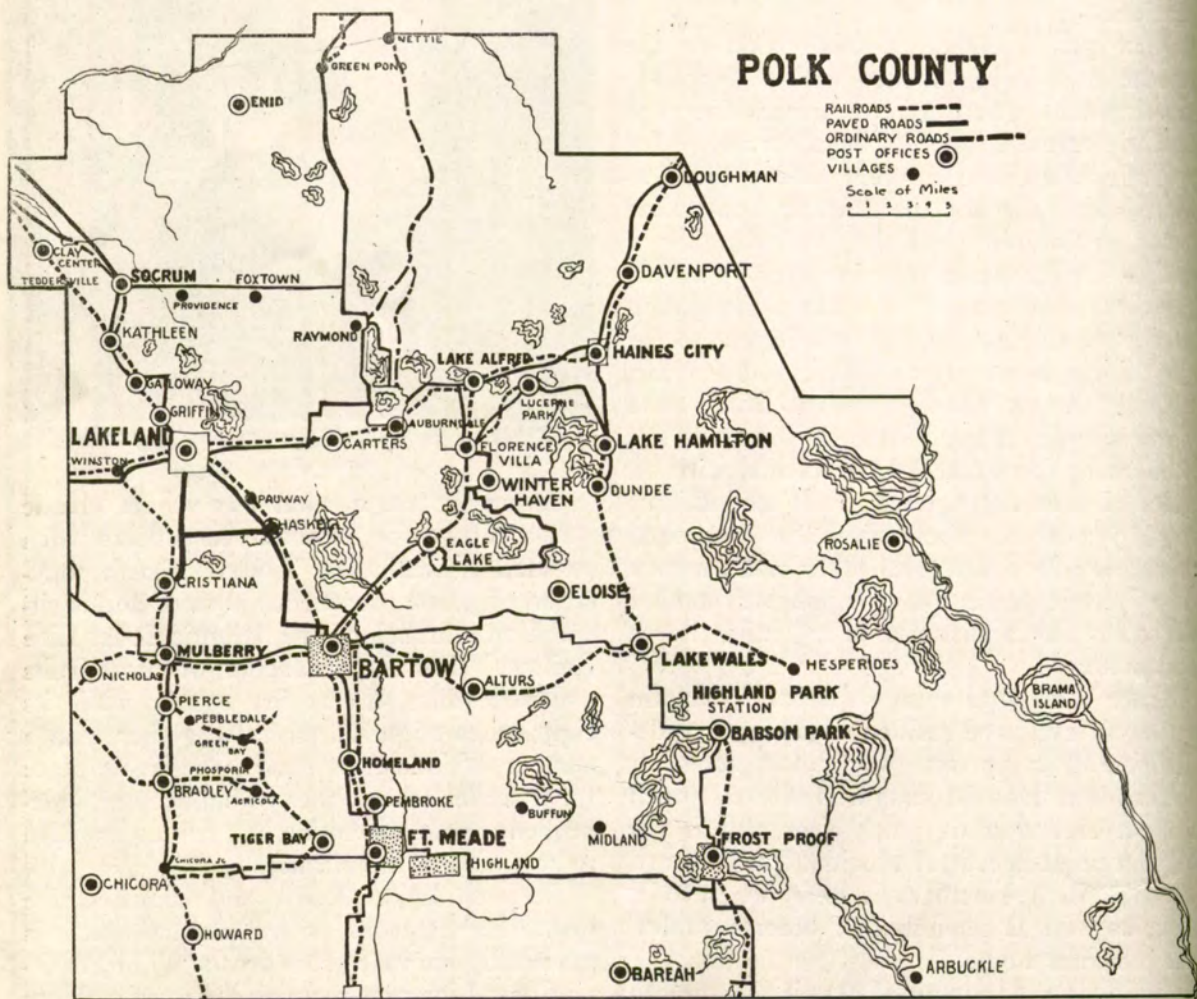 POLK COUNTY
RAILROADS
PAVED ROADS
ORDINARY ROADS
POST OFFICES
VILLAGES
Scale of Miles
0 1 2 3 4 5
NETTIE
GREEN POND
ENID
LOUGHMAN
CLAY
CENTER
TEDDERSVILLE
SOCRUM
FOXTOWN
PROVIDENCE
DAVENPORT
KATHLEEN
RAYMOND
LAKE ALFRED
HAINES CITY
GALLOWAY
LUCERNE
PARK
GRIFFIN
AUBURNDALE
LAKELAND
CARTERS
FLORENCE
VILLA
LAKE HAMILTON
WINSTON
WINTER
HAVEN
DUNDEE
PAUWAY
HASKELL
EAGLE
LAKE
ROSALIE
CRISTIANA
ELOISE
MULBERRY
BARTOW
LAKE WALES
HESPERIDES
NICHOLAS
ALTURS
HIGHLAND PARK
STATION
BRAMA
ISLAND
PIERCE
PEBBLEDALE
BABSON PARK
GREEN
BAY
PHOSPORIA
HOMELAND
BRADLEY
AGRICOLA
PEMBROKE
BUFFUN
TIGER BAY
FT. MEADE
MIDLAND
FROST PROOF
CHICORA JC.
HIGHLAND
CHICORA
HOWARD
BAREAH
ARBUCKLE